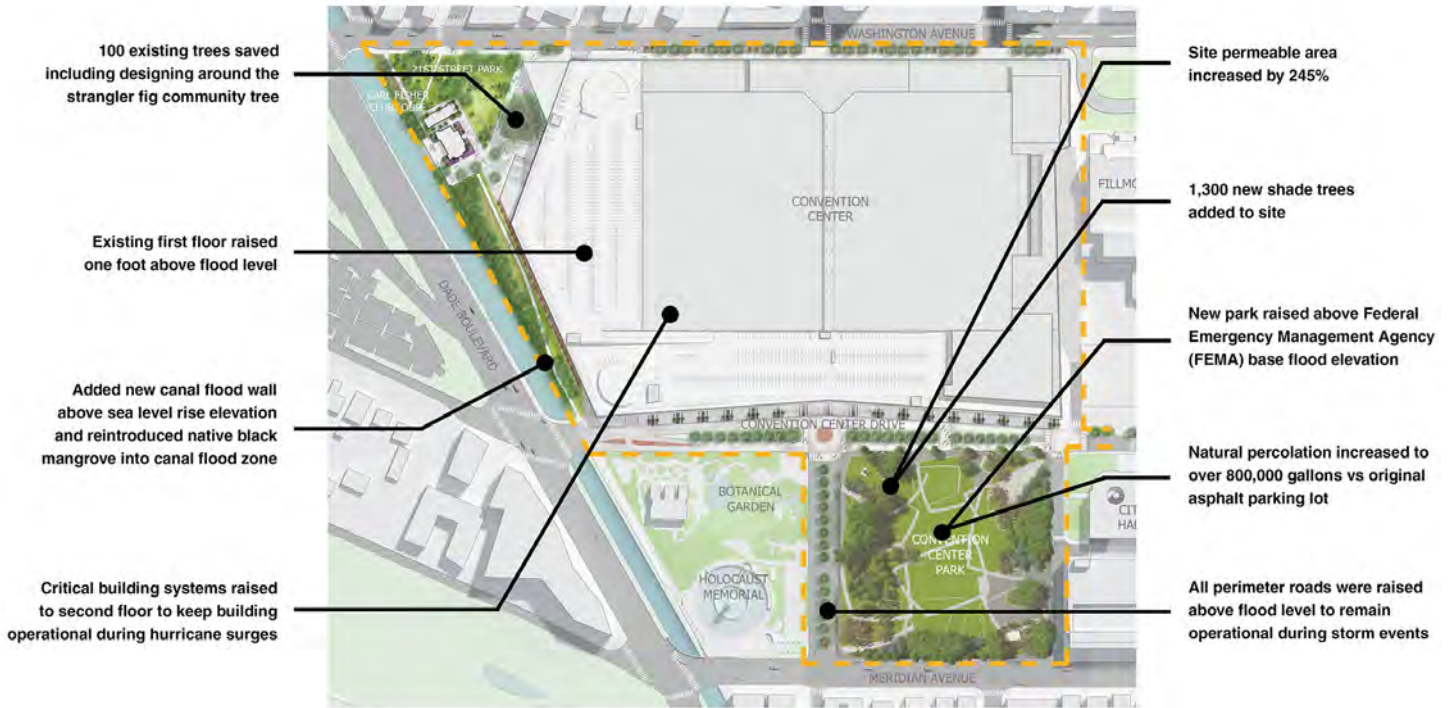 100 existing trees saved
including designing around the
strangler fig community tree
Existing first floor raised
one foot above flood level
Added new canal flood wall
above sea level rise elevation
and reintroduced native black
mangrove into canal flood zone
Critical building systems raised
to second floor to keep building
operational during hurricane surges
WASHINGTON AVENUE
21ST STREET PARK
CARL FISHER
CLUBHOUSE
CONVENTION
CENTER
DADE BOULEVARD
CONVENTION CENTER DRIVE
BOTANICAL
GARDEN
HOLOCAUST
MEMORIAL
CONVENTION
CENTER
PARK
MERIDIAN AVENUE
FILLMO
CIT
HAL
Site permeable area
increased by 245%
1,300 new shade trees
added to site
New park raised above Federal
Emergency Management Agency
(FEMA) base flood elevation
Natural percolation increased to
over 800,000 gallons vs original
asphalt parking lot
All perimeter roads were raised
above flood level to remain
operational during storm events